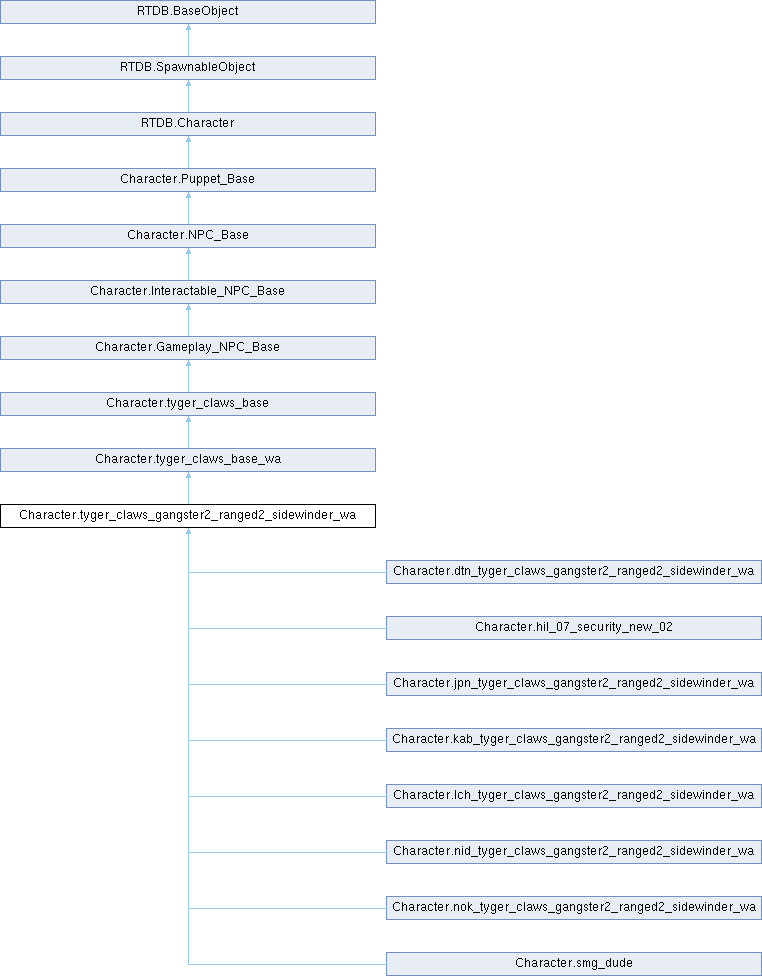 RTDB.BaseObject
RTDB.SpawnableObject
RTDB.Character
Character.Puppet_Base
Character.NPC_Base
Character.Interactable_NPC_Base
Character.Gameplay_NPC_Base
Character.tyger_claws_base
Character.tyger_claws_base_wa
Character.tyger_claws_gangster2_ranged2_sidewinder_wa
Character.dtn_tyger_claws_gangster2_ranged2_sidewinder_wa
Character.hil_07_security_new_02
Character.jpn_tyger_claws_gangster2_ranged2_sidewinder_wa
Character.kab_tyger_claws_gangster2_ranged2_sidewinder_wa
Character.lch_tyger_claws_gangster2_ranged2_sidewinder_wa
Character.nid_tyger_claws_gangster2_ranged2_sidewinder_wa
Character.nok_tyger_claws_gangster2_ranged2_sidewinder_wa
Character.smg_dude